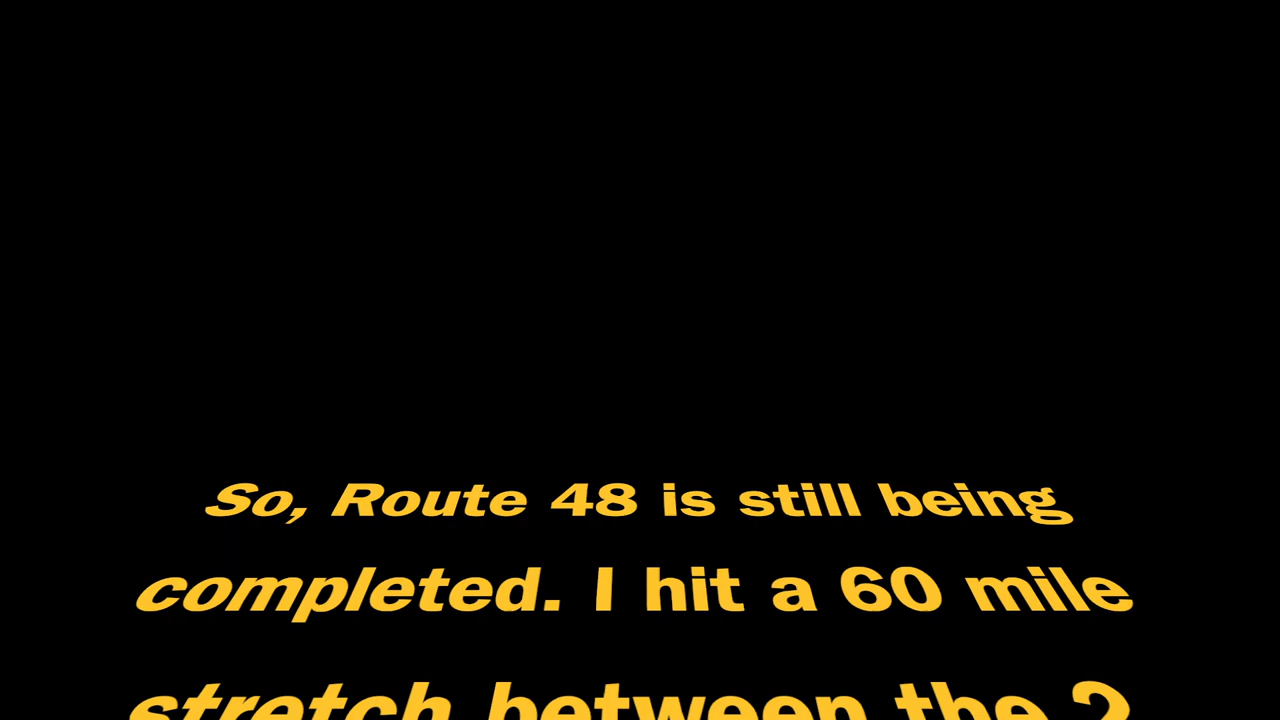 So, Route 48 is still being
completed. I hit a 60 mile
stretch between the 2